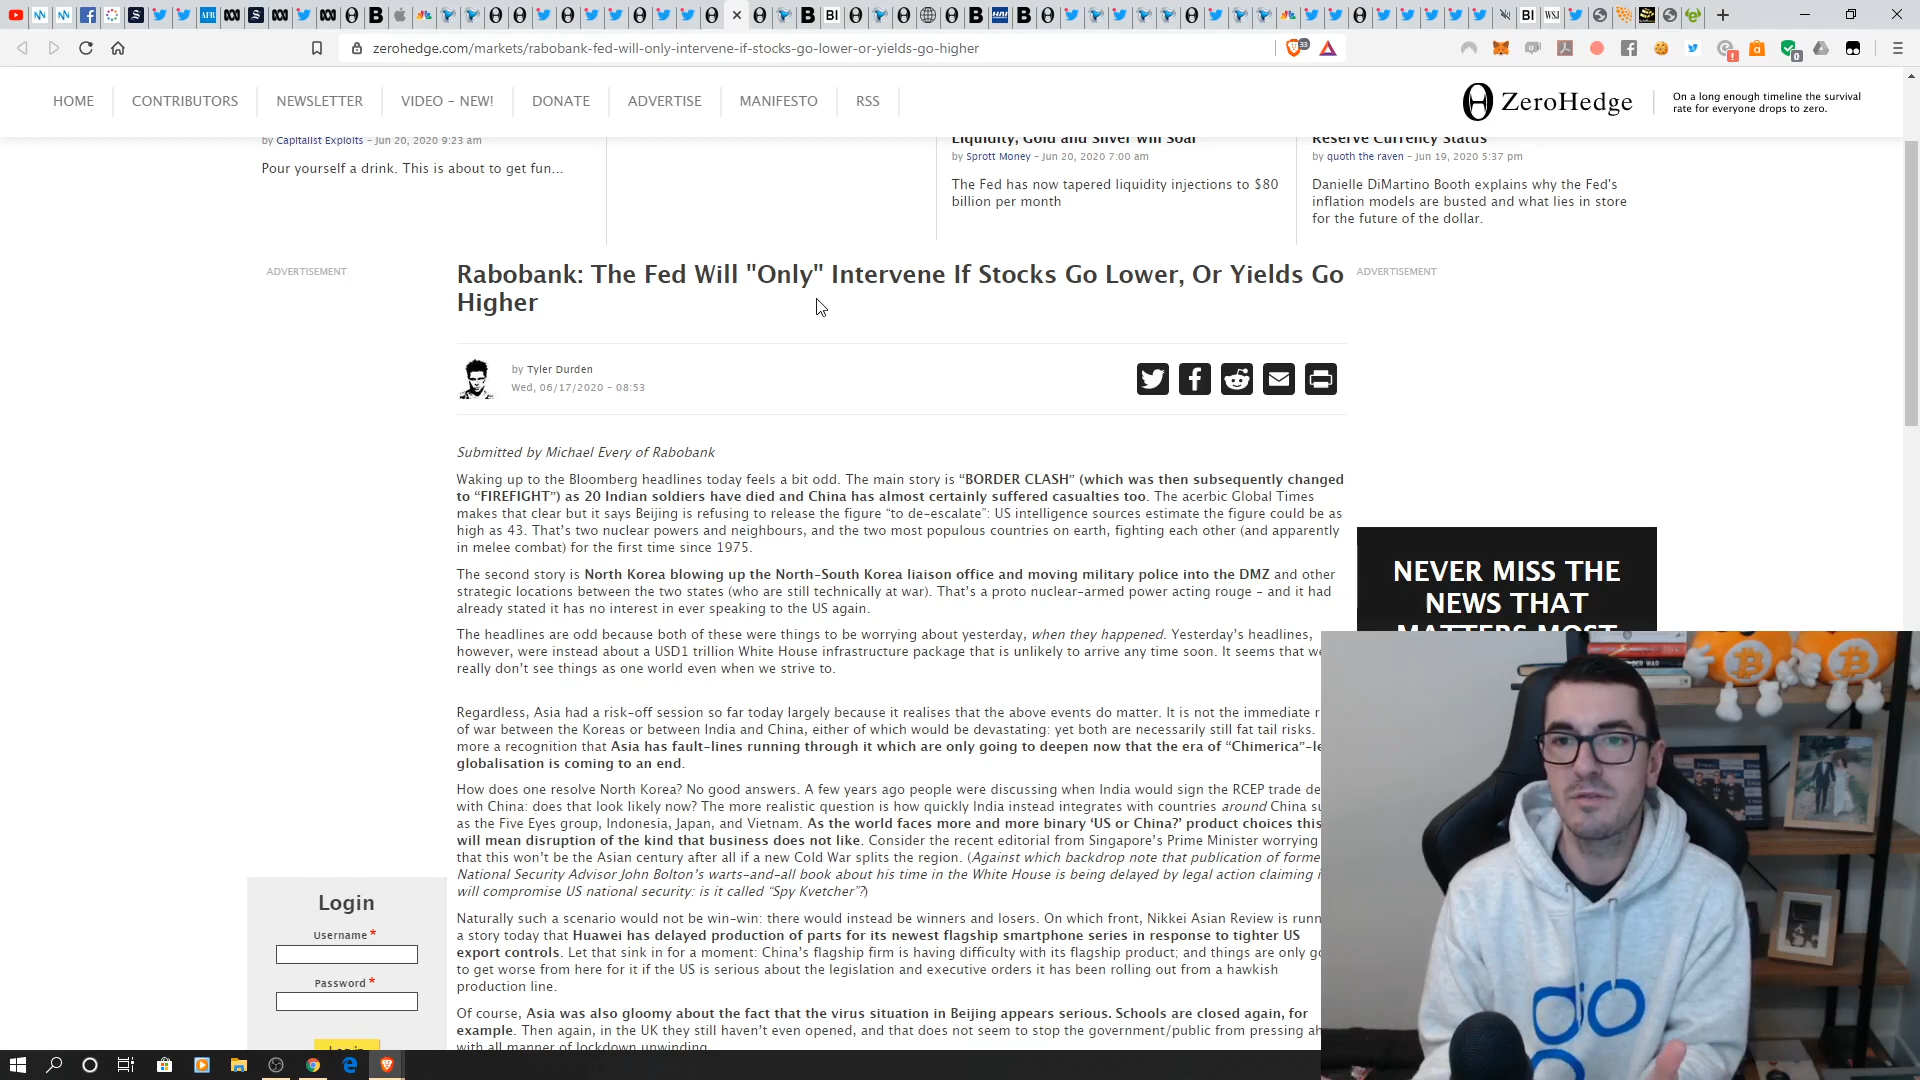 zerohedge.com/markets/rabobank-fed-will-only-intervene-if-stocks-go-lower-or-yields-go-higher
HOME
CONTRIBUTORS
NEWSLETTER
VIDEO – NEW!
DONATE
ADVERTISE
MANIFESTO
RSS
ZeroHedge
On a long enough timeline the survival
rate for everyone drops to zero.
by Capitalist Exploits – Jun 20, 2020 9:23 am
Pour yourself a drink. This is about to get fun...
Liquidity, Gold and Silver Will Soar
by Sprott Money – Jun 20, 2020 7:00 am
The Fed has now tapered liquidity injections to $80
billion per month
Reserve Currency Status
by quoth the raven – Jun 19, 2020 5:37 pm
Danielle DiMartino Booth explains why the Fed's
inflation models are busted and what lies in store
for the future of the dollar.
ADVERTISEMENT
Rabobank: The Fed Will "Only" Intervene If Stocks Go Lower, Or Yields Go
Higher
ADVERTISEMENT
by Tyler Durden
Wed, 06/17/2020 – 08:53
Submitted by Michael Every of Rabobank
Waking up to the Bloomberg headlines today feels a bit odd. The main story is “BORDER CLASH” (which was then subsequently changed
to “FIREFIGHT”) as 20 Indian soldiers have died and China has almost certainly suffered casualties too. The acerbic Global Times
makes that clear but it says Beijing is refusing to release the figure “to de-escalate”: US intelligence sources estimate the figure could be as
high as 43. That’s two nuclear powers and neighbours, and the two most populous countries on earth, fighting each other (and apparently
in melee combat) for the first time since 1975.
The second story is North Korea blowing up the North-South Korea liaison office and moving military police into the DMZ and other
strategic locations between the two states (who are still technically at war). That’s a proto nuclear-armed power acting rouge – and it had
already stated it has no interest in ever speaking to the US again.
The headlines are odd because both of these were things to be worrying about yesterday, when they happened. Yesterday’s headlines,
however, were instead about a USD1 trillion White House infrastructure package that is unlikely to arrive any time soon. It seems that we
really don’t see things as one world even when we strive to.
Regardless, Asia had a risk-off session so far today largely because it realises that the above events do matter. It is not the immediate r
of war between the Koreas or between India and China, either of which would be devastating: yet both are necessarily still fat tail risks.
more a recognition that Asia has fault-lines running through it which are only going to deepen now that the era of “Chimerica”-le
globalisation is coming to an end.
How does one resolve North Korea? No good answers. A few years ago people were discussing when India would sign the RCEP trade de
with China: does that look likely now? The more realistic question is how quickly India instead integrates with countries around China su
as the Five Eyes group, Indonesia, Japan, and Vietnam. As the world faces more and more binary ‘US or China?’ product choices this
will mean disruption of the kind that business does not like. Consider the recent editorial from Singapore’s Prime Minister worrying
that this won’t be the Asian century after all if a new Cold War splits the region. (Against which backdrop note that publication of forme
National Security Advisor John Bolton’s warts-and-all book about his time in the White House is being delayed by legal action claiming i
will compromise US national security: is it called “Spy Kvetcher”?)
Naturally such a scenario would not be win-win: there would instead be winners and losers. On which front, Nikkei Asian Review is runn
a story today that Huawei has delayed production of parts for its newest flagship smartphone series in response to tighter US
export controls. Let that sink in for a moment: China’s flagship firm is having difficulty with its flagship product; and things are only go
to get worse from here for it if the US is serious about the legislation and executive orders it has been rolling out from a hawkish
production line.
Of course, Asia was also gloomy about the fact that the virus situation in Beijing appears serious. Schools are closed again, for
example. Then again, in the UK they still haven’t even opened, and that does not seem to stop the government/public from pressing ah
with all manner of lockdown unwinding.
NEVER MISS THE
NEWS THAT
MATTERS MOST
Login
Username *
Password *
Log in